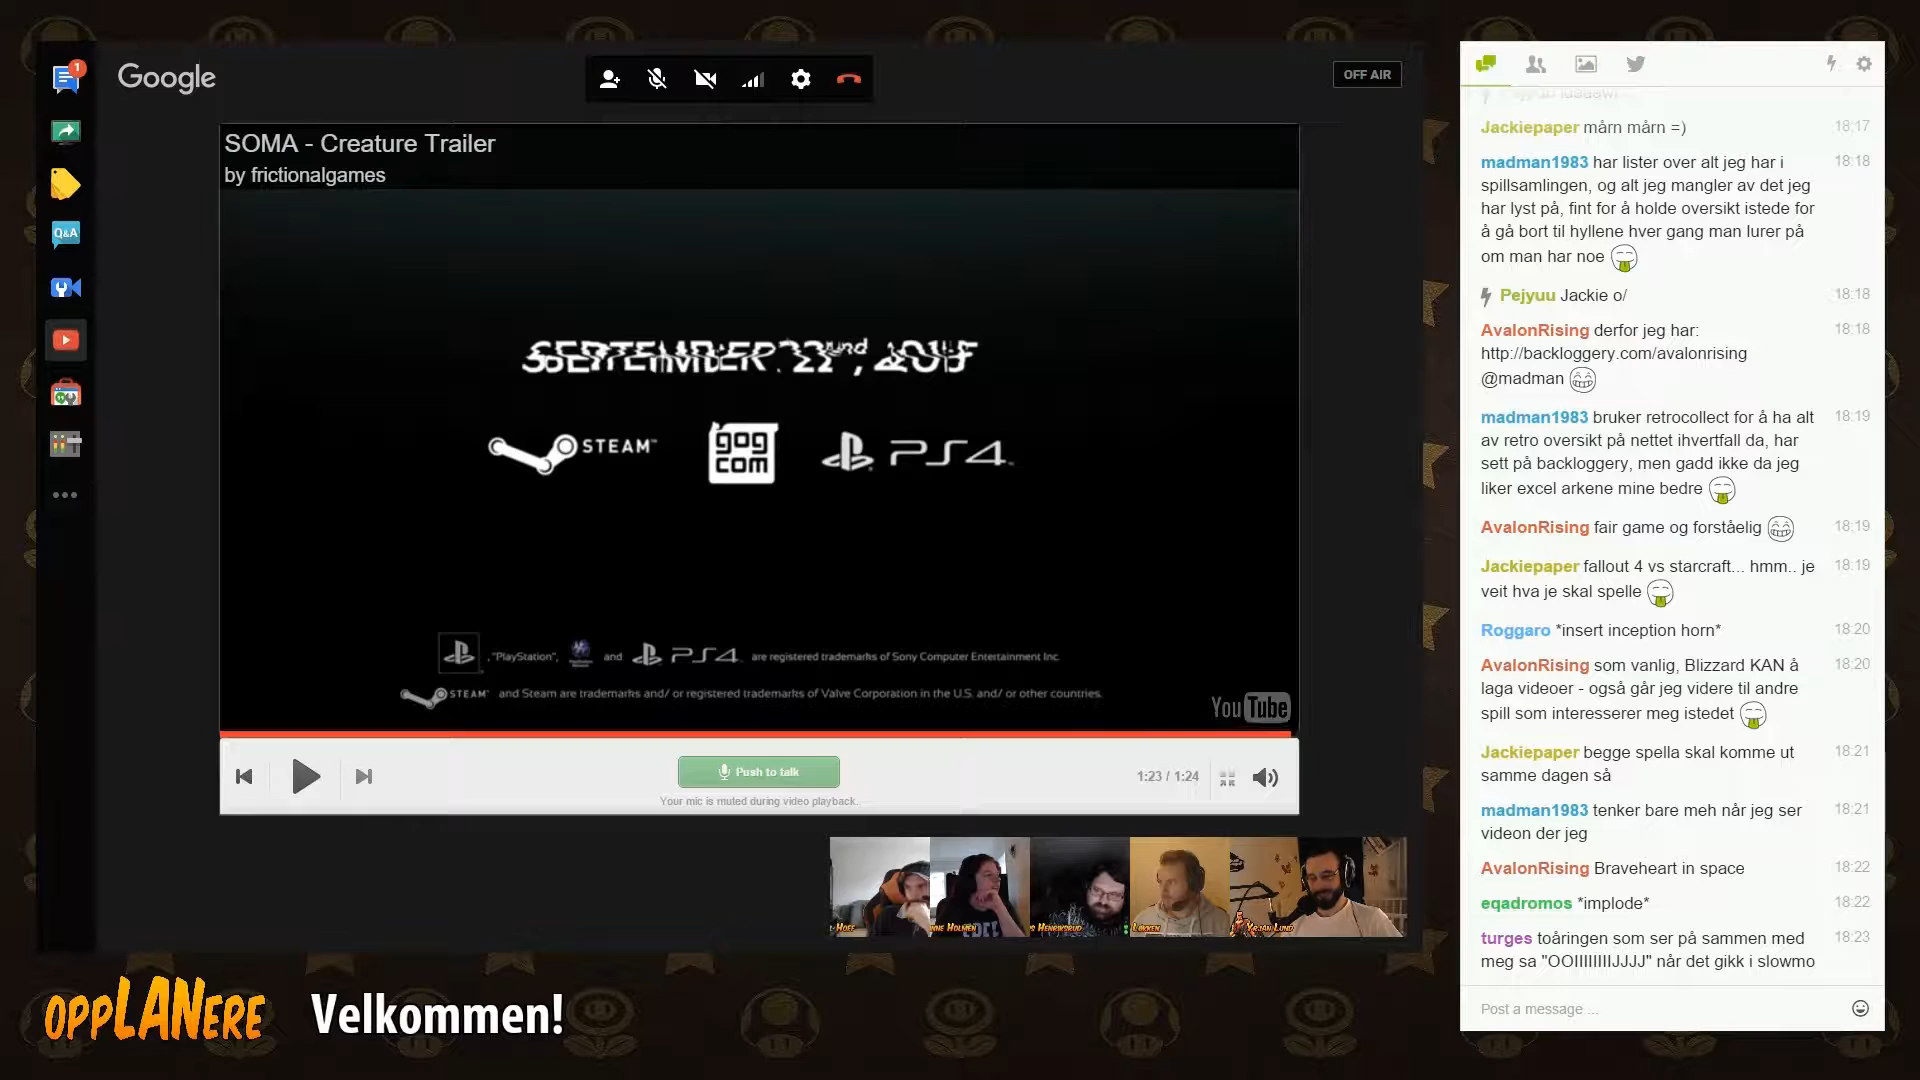 1
Google
OFF AIR
Q&A
SOMA - Creature Trailer
by frictionalgames
SEPTEMBER 22nd, 2015
STEAM™
gog
com
PS4
, "PlayStation", and PS4 are registered trademarks of Sony Computer Entertainment Inc.
STEAM™ and Steam are trademarks and/ or registered trademarks of Valve Corporation in the U.S. and/ or other countries.
YouTube
Push to talk
Your mic is muted during video playback.
1:23 / 1:24
Hoff
Holmen
Henriksrud
Løkken
Ørjan Lund
oppLANere
Velkommen!
Jackiepaper mårn mårn =) 18:17
madman1983 har lister over alt jeg har i 18:18
spillsamlingen, og alt jeg mangler av det jeg
har lyst på, fint for å holde oversikt istede for
å gå bort til hyllene hver gang man lurer på
om man har noe
Pejyuu Jackie o/ 18:18
AvalonRising derfor jeg har: 18:18
http://backloggery.com/avalonrising
@madman
madman1983 bruker retrocollect for å ha alt 18:19
av retro oversikt på nettet ihvertfall da, har
sett på backloggery, men gadd ikke da jeg
liker excel arkene mine bedre
AvalonRising fair game og forståelig 18:19
Jackiepaper fallout 4 vs starcraft... hmm.. je 18:19
veit hva je skal spelle
Roggaro *insert inception horn* 18:20
AvalonRising som vanlig, Blizzard KAN å 18:20
laga videoer - også går jeg videre til andre
spill som interesserer meg istedet
Jackiepaper begge spella skal komme ut 18:21
samme dagen så
madman1983 tenker bare meh når jeg ser 18:21
videon der jeg
AvalonRising Braveheart in space 18:22
eqadromos *implode* 18:22
turges toåringen som ser på sammen med 18:23
meg sa "OOIIIIIIIIJJJJ" når det gikk i slowmo
Post a message ...